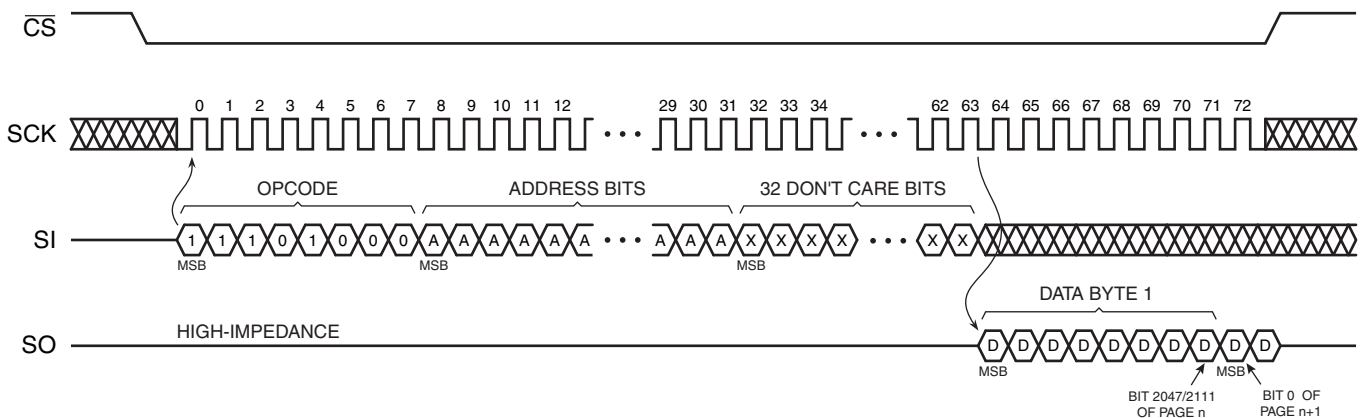 CS
0 1 2 3 4 5 6 7 8 9 10 11 12 29 30 31 32 33 34 62 63 64 65 66 67 68 69 70 71 72
SCK
OPCODE ADDRESS BITS 32 DON'T CARE BITS
SI 1 1 1 0 1 0 0 0 A A A A A A • • • A A A X X X X • • • X X
MSB MSB MSB
DATA BYTE 1
HIGH-IMPEDANCE
SO D D D D D D D D D D
MSB MSB
BIT 2047/2111
OF PAGE n
BIT 0 OF
PAGE n+1